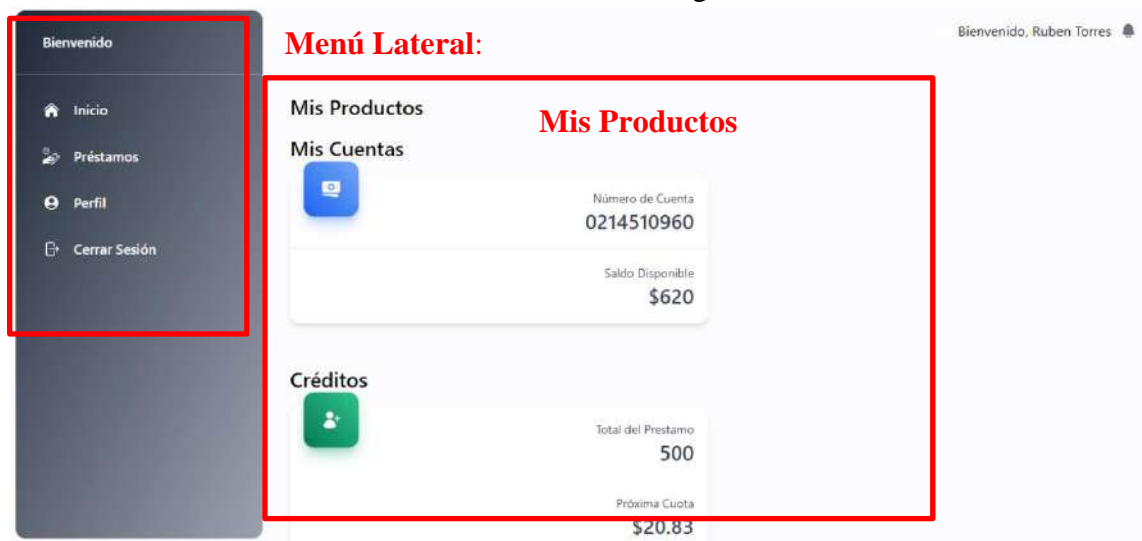 Bienvenido
Inicio
Préstamos
Perfil
Cerrar Sesión
Menú Lateral:
Bienvenido, Ruben Torres
Mis Productos
Mis Productos
Mis Cuentas
Número de Cuenta
0214510960
Saldo Disponible
$620
Créditos
Total del Prestamo
500
Próxima Cuota
$20.83